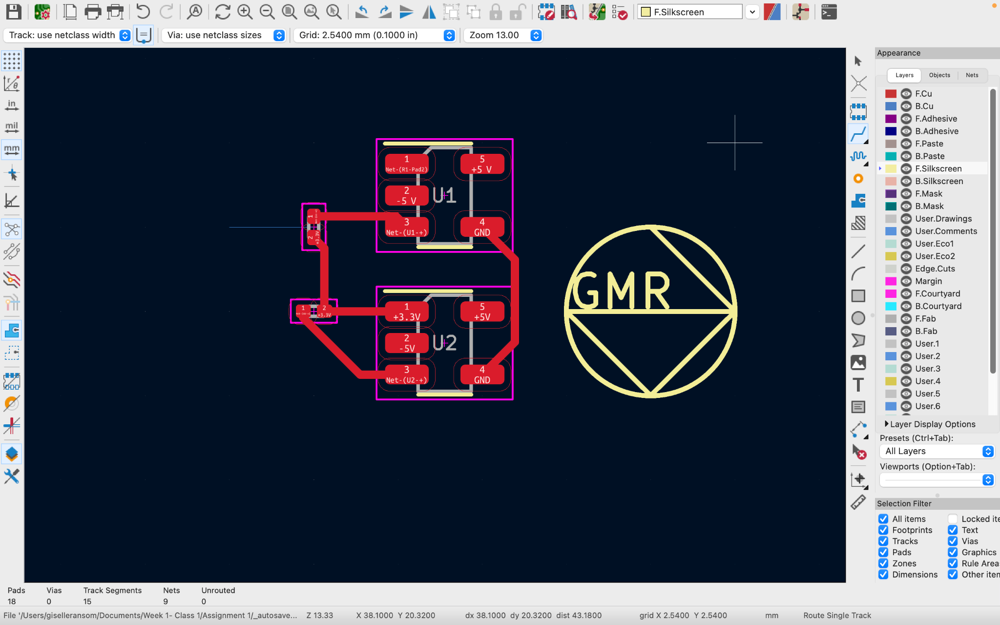 F.Silkscreen
Track: use netclass width
Via: use netclass sizes
Grid: 2.5400 mm (0.1000 in)
Zoom 13.00
r
θ
in
mil
mm
1
Net-(R1-Pad2)
5
+5 V
2
-5 V
U1
3
Net-(U1-+)
4
GND
1
2
+3.3V
1
2
+3.3V
1
+3.3V
5
+5V
2
-5V
U2
3
Net-(U2-+)
4
GND
GMR
T
Appearance
Layers
Objects
Nets
F.Cu
B.Cu
F.Adhesive
B.Adhesive
F.Paste
B.Paste
F.Silkscreen
B.Silkscreen
F.Mask
B.Mask
User.Drawings
User.Comments
User.Eco1
User.Eco2
Edge.Cuts
Margin
F.Courtyard
B.Courtyard
F.Fab
B.Fab
User.1
User.2
User.3
User.4
User.5
User.6
Layer Display Options
Presets (Ctrl+Tab):
All Layers
Viewports (Option+Tab):
Selection Filter
All items
Locked ite
Footprints
Text
Tracks
Vias
Pads
Graphics
Zones
Rule Area
Dimensions
Other iten
Pads
Vias
Track Segments
Nets
Unrouted
18
0
15
9
0
File '/Users/giselleransom/Documents/Week 1- Class 1/Assignment 1/_autosave...
Z 13.33
X 38.1000 Y 20.3200
dx 38.1000 dy 20.3200 dist 43.1800
grid X 2.5400 Y 2.5400
mm
Route Single Track